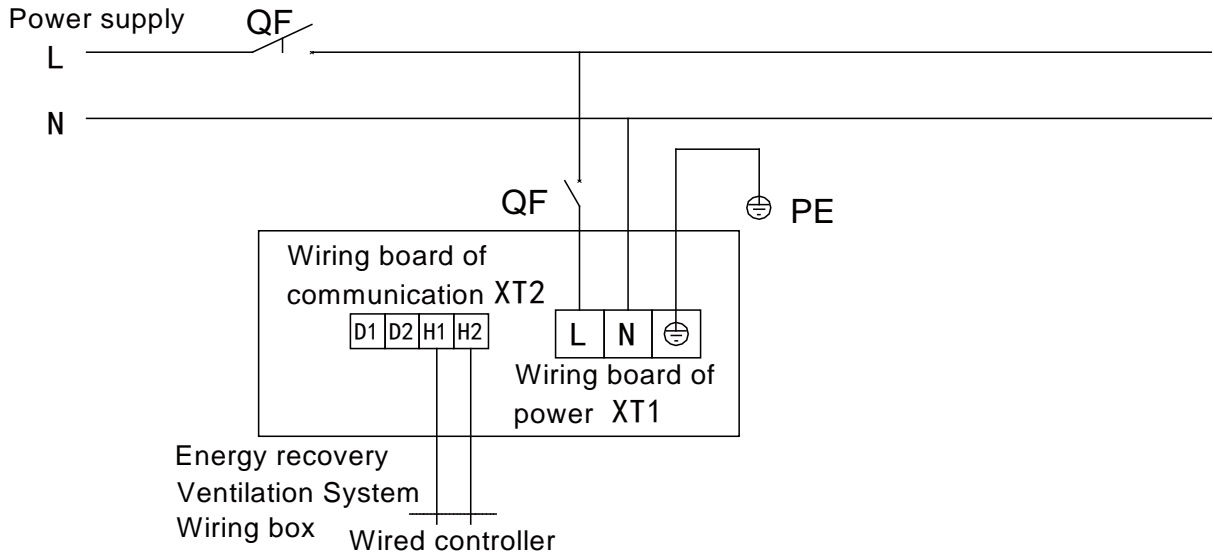 Power supply
QF
L
N
QF
PE
Wiring board of
communication XT2
D1 D2 H1 H2
L N
Wiring board of
power XT1
Energy recovery
Ventilation System
Wiring box
Wired controller